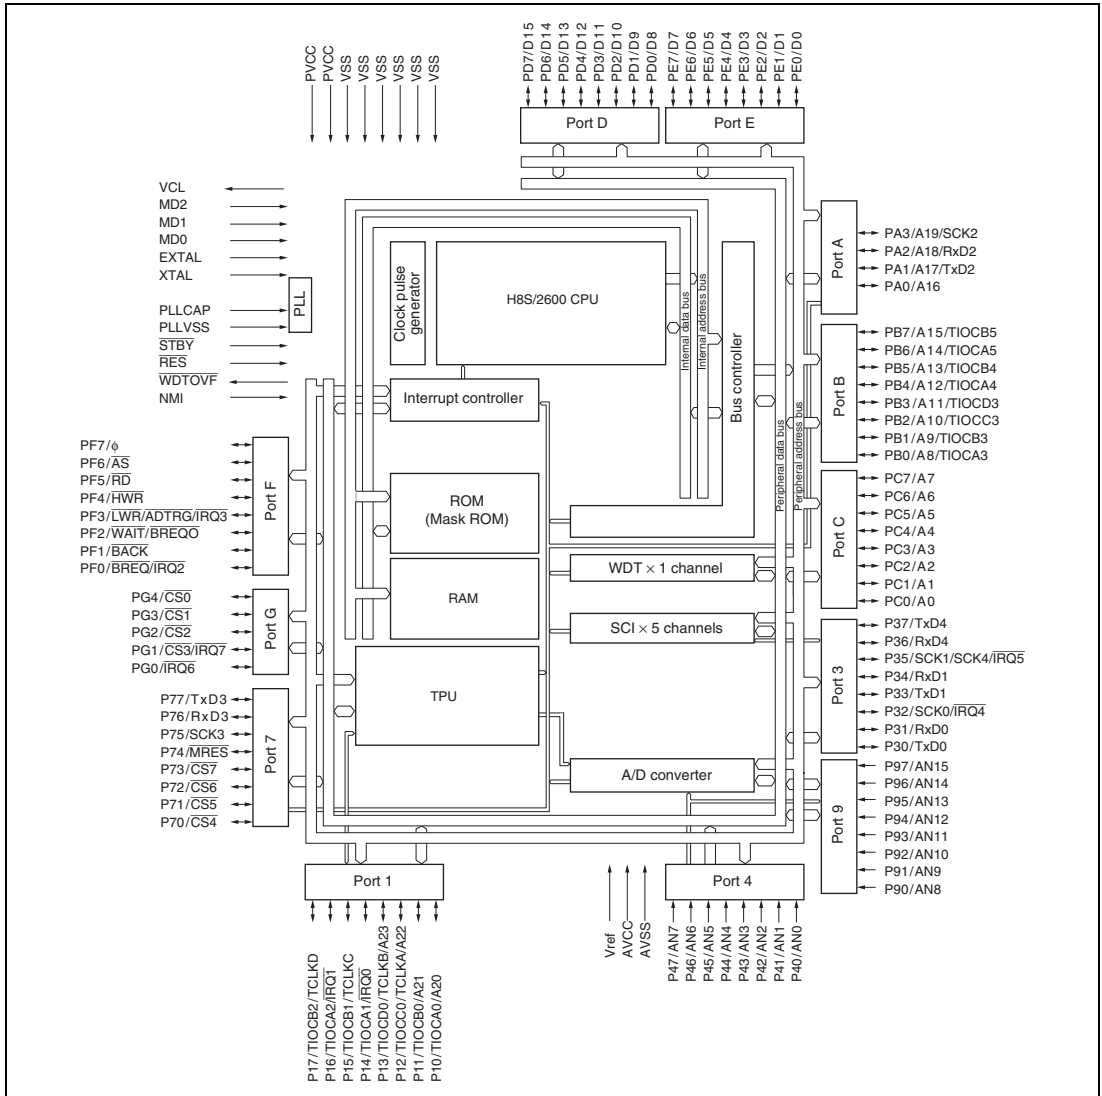 PVCC
PVCC
VSS
VSS
VSS
VSS
VSS
VSS
PD7/D15
PD6/D14
PD5/D13
PD4/D12
PD3/D11
PD2/D10
PD1/D9
PD0/D8
PE7/D7
PE6/D6
PE5/D5
PE4/D4
PE3/D3
PE2/D2
PE1/D1
PE0/D0
Port D
Port E
VCL
MD2
MD1
MD0
EXTAL
XTAL
PLLCAP
PLLVSS
STBY
RES
WDTOVF
NMI
PLL
Clock pulse
generator
H8S/2600 CPU
Internal data bus
Internal address bus
Bus controller
Peripheral data bus
Peripheral address bus
Interrupt controller
ROM
(Mask ROM)
RAM
TPU
WDT × 1 channel
SCI × 5 channels
A/D converter
Port A
PA3/A19/SCK2
PA2/A18/RxD2
PA1/A17/TxD2
PA0/A16
Port B
PB7/A15/TIOCB5
PB6/A14/TIOCA5
PB5/A13/TIOCB4
PB4/A12/TIOCA4
PB3/A11/TIOCD3
PB2/A10/TIOCC3
PB1/A9/TIOCB3
PB0/A8/TIOCA3
Port C
PC7/A7
PC6/A6
PC5/A5
PC4/A4
PC3/A3
PC2/A2
PC1/A1
PC0/A0
Port 3
P37/TxD4
P36/RxD4
P35/SCK1/SCK4/IRQ5
P34/RxD1
P33/TxD1
P32/SCK0/IRQ4
P31/RxD0
P30/TxD0
Port 9
P97/AN15
P96/AN14
P95/AN13
P94/AN12
P93/AN11
P92/AN10
P91/AN9
P90/AN8
PF7/ϕ
PF6/AS
PF5/RD
PF4/HWR
PF3/LWR/ADTRG/IRQ3
PF2/WAIT/BREQO
PF1/BACK
PF0/BREQ/IRQ2
Port F
PG4/CS0
PG3/CS1
PG2/CS2
PG1/CS3/IRQ7
PG0/IRQ6
Port G
P77/TxD3
P76/RxD3
P75/SCK3
P74/MRES
P73/CS7
P72/CS6
P71/CS5
P70/CS4
Port 7
Port 1
Port 4
P17/TIOCB2/TCLKD
P16/TIOCA2/IRQ1
P15/TIOCB1/TCLKC
P14/TIOCA1/IRQ0
P13/TIOCD0/TCLKB/A23
P12/TIOCC0/TCLKA/A22
P11/TIOCB0/A21
P10/TIOCA0/A20
Vref
AVCC
AVSS
P47/AN7
P46/AN6
P45/AN5
P44/AN4
P43/AN3
P42/AN2
P41/AN1
P40/AN0